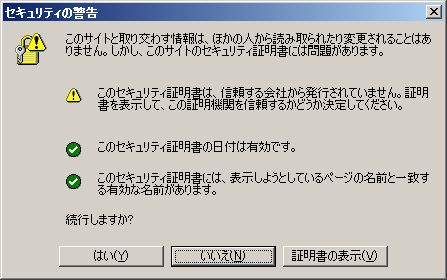 セキュリティの警告
このサイトと取り交わす情報は、ほかの人から読み取られたり変更されることはあ
りません。しかし、このサイトのセキュリティ証明書には問題があります。
このセキュリティ証明書は、信頼する会社から発行されていません。証明
書を表示して、この証明機関を信頼するかどうか決定してください。
このセキュリティ証明書の日付は有効です。
このセキュリティ証明書には、表示しようとしているページの名前と一致す
る有効な名前があります。
続行しますか?
はい(Y)
いいえ(N)
証明書の表示(V)